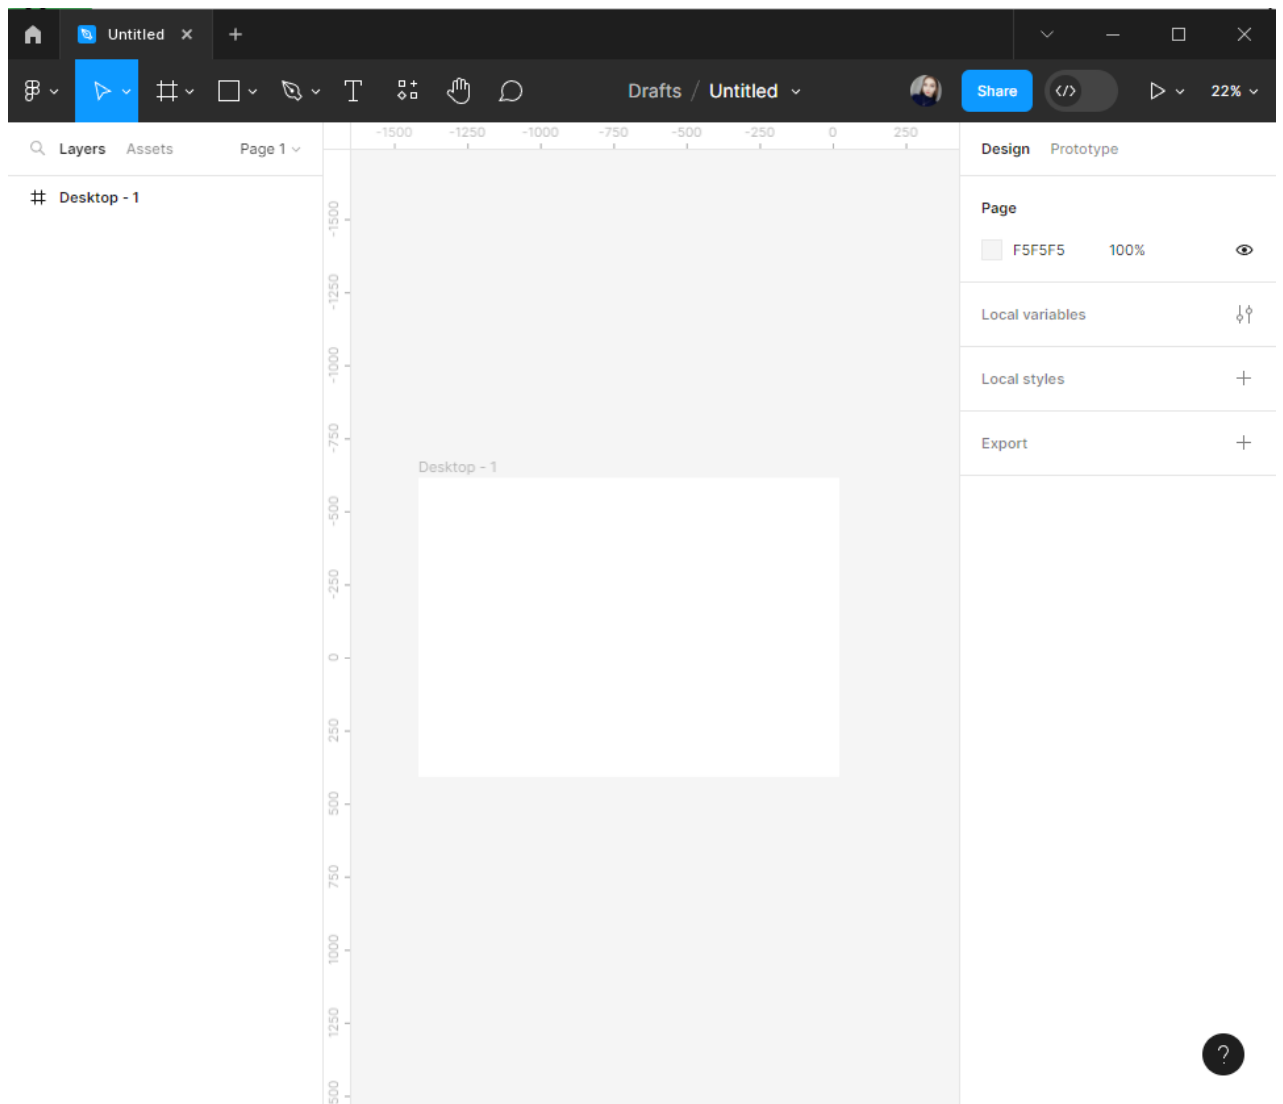 Untitled
Drafts / Untitled
Share
</>
22%
Layers Assets Page 1
Desktop - 1
-1500 -1250 -1000 -750 -500 -250 0 250
-1500
-1250
-1000
-750
-500
-250
0
250
500
750
1000
1250
500
Desktop - 1
Design Prototype
Page
F5F5F5 100%
Local variables
Local styles
Export
?